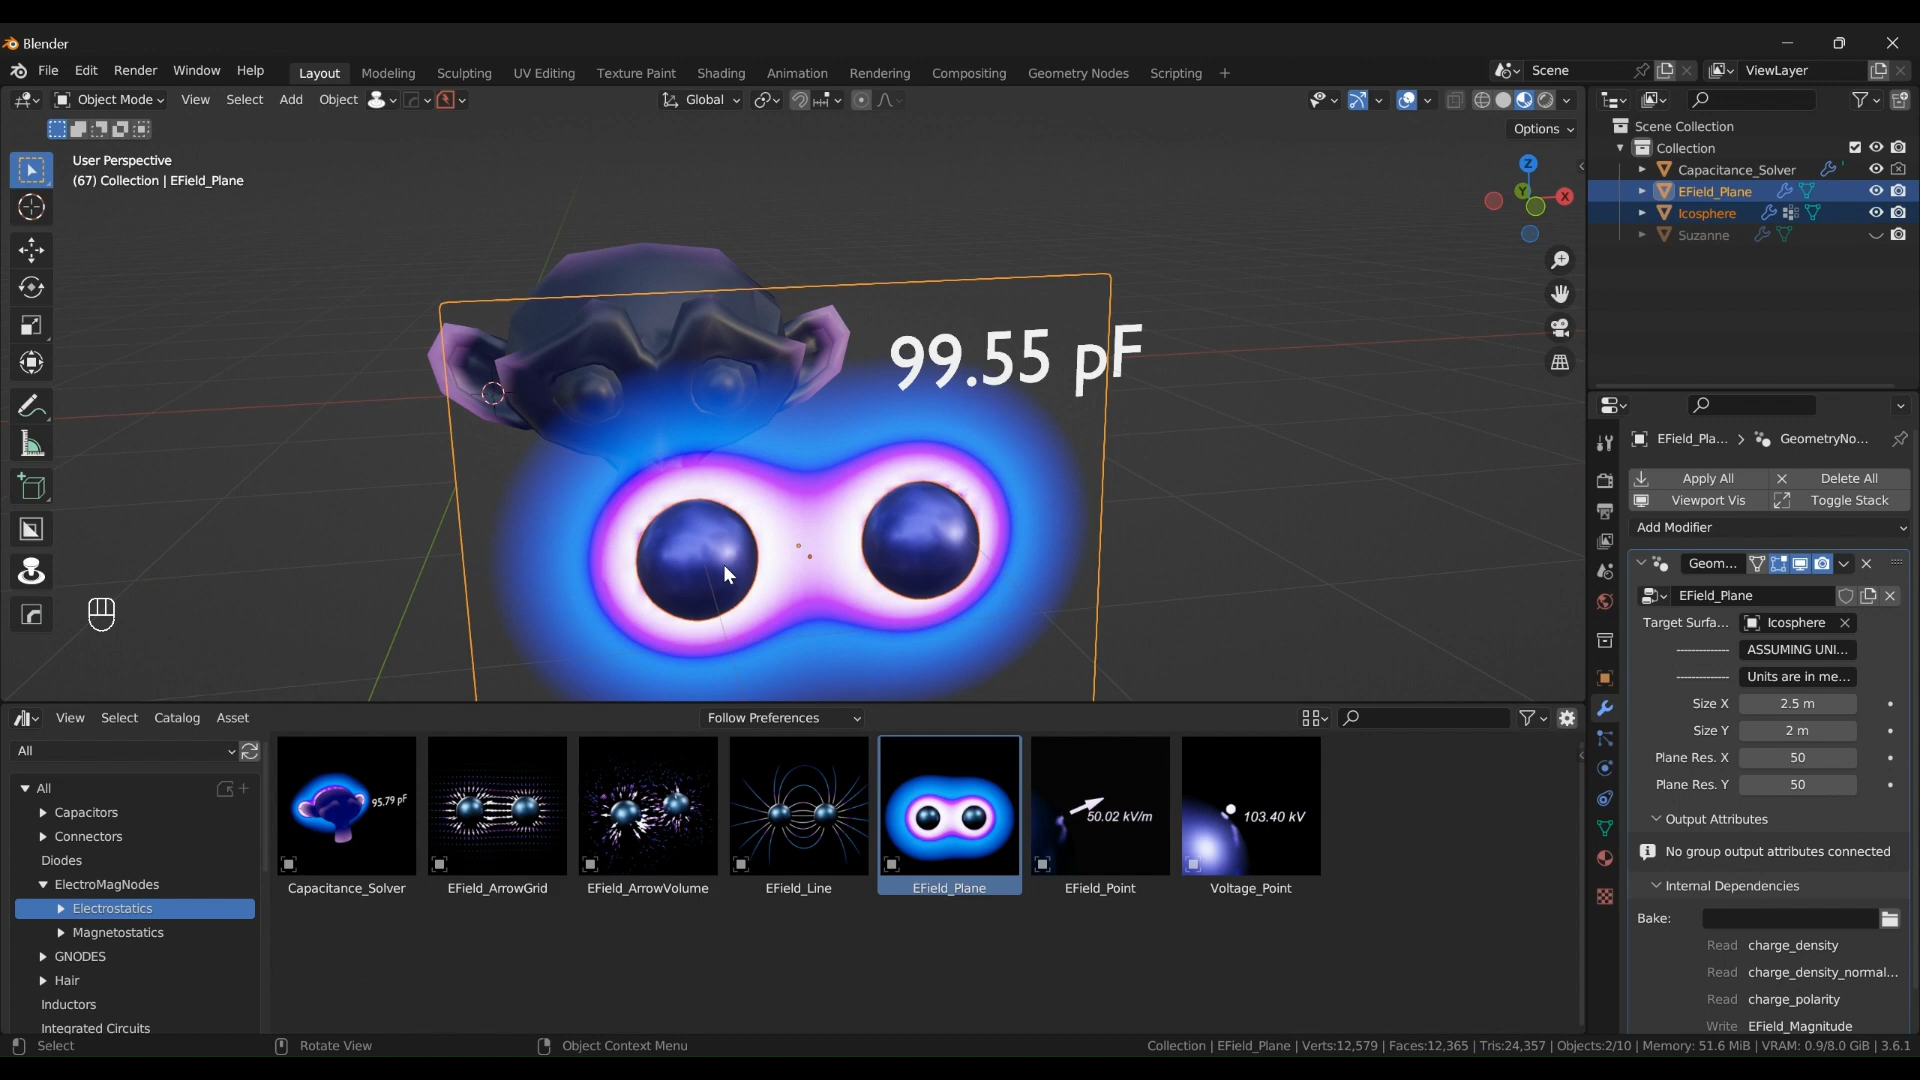 Blender
File Edit Render Window Help Layout Modeling Sculpting UV Editing Texture Paint Shading Animation Rendering Compositing Geometry Nodes Scripting + Scene ViewLayer
Object Mode View Select Add Object Global
Options
User Perspective
(67) Collection | EField_Plane
Z
Y
X
99.55 pF
Scene Collection
Collection
Capacitance_Solver
EField_Plane
Icosphere
Suzanne
EField_Pla... > GeometryNo...
Apply All Delete All
Viewport Vis Toggle Stack
Add Modifier
Geom...
EField_Plane
Target Surfa... Icosphere
-------------- ASSUMING UNI...
-------------- Units are in me...
Size X 2.5 m
Size Y 2 m
Plane Res. X 50
Plane Res. Y 50
Output Attributes
No group output attributes connected
Internal Dependencies
Bake:
Read charge_density
Read charge_density_normal...
Read charge_polarity
Write EField_Magnitude
View Select Catalog Asset Follow Preferences
All
All
Capacitors
Connectors
Diodes
ElectroMagNodes
Electrostatics
Magnetostatics
GNODES
Hair
Inductors
Integrated Circuits
95.79 pF
50.02 kV/m
103.40 kV
Capacitance_Solver EField_ArrowGrid EField_ArrowVolume EField_Line EField_Plane EField_Point Voltage_Point
Select Rotate View Object Context Menu Collection | EField_Plane | Verts:12,579 | Faces:12,365 | Tris:24,357 | Objects:2/10 | Memory: 51.6 MiB | VRAM: 0.9/8.0 GiB | 3.6.1